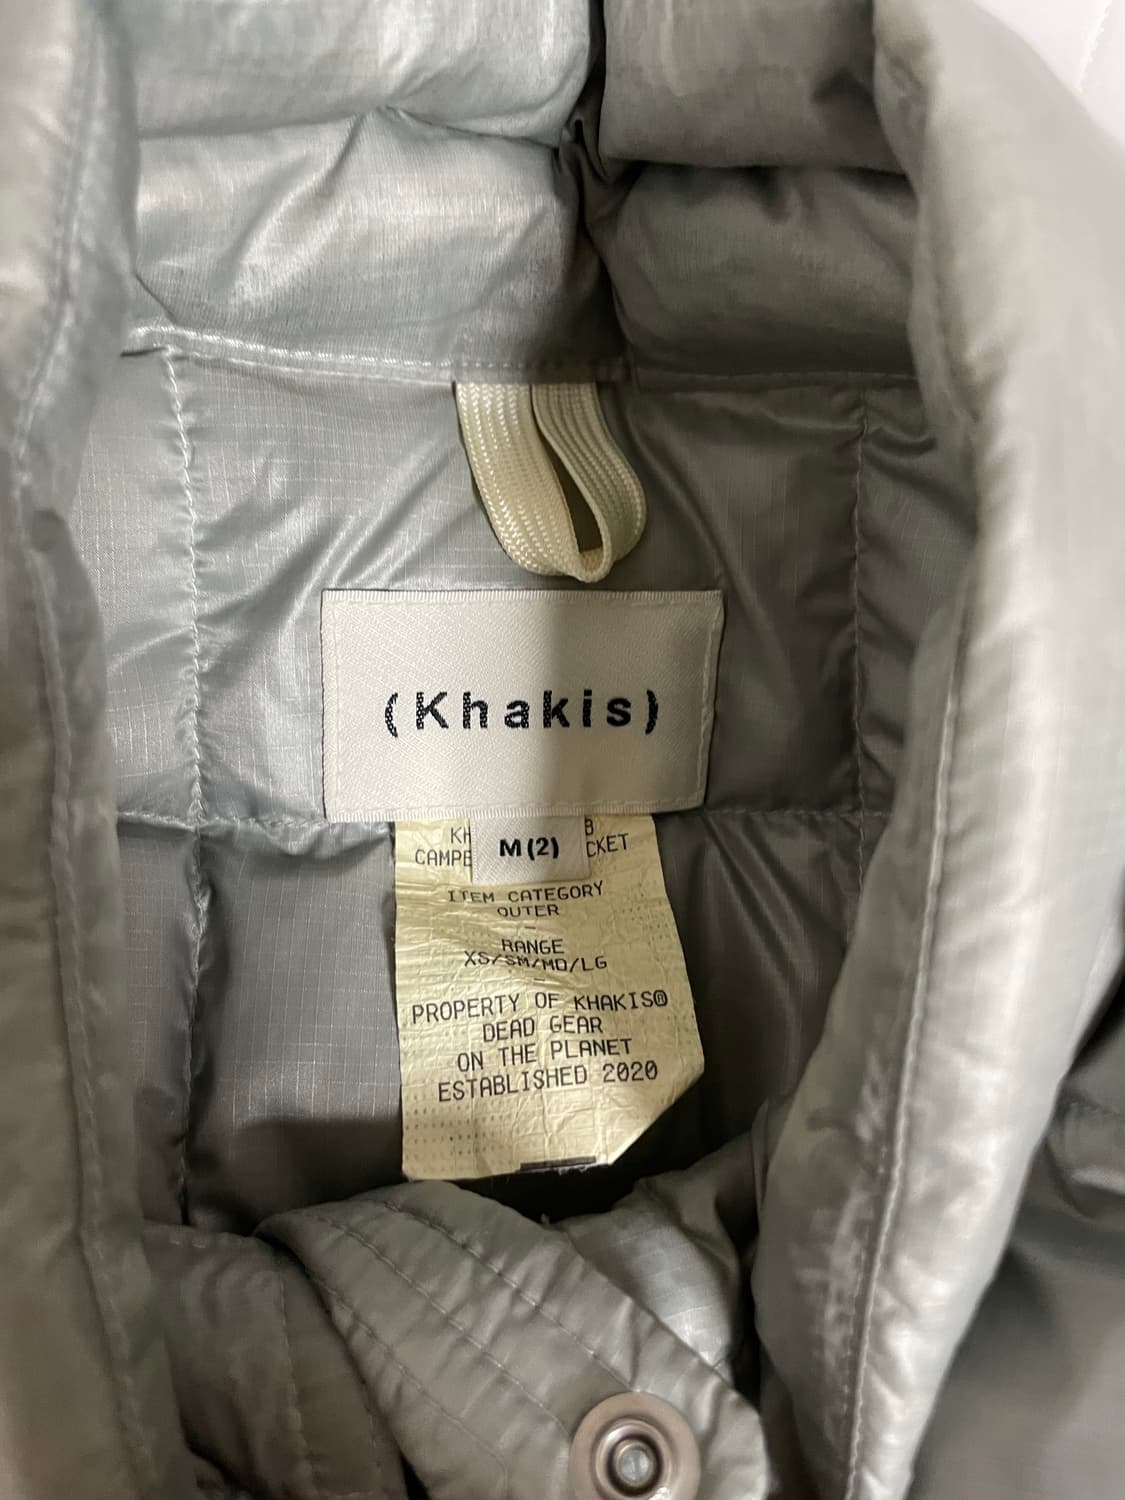 (Khakis)
M(2)
ITEM CATEGORY
OUTER
-
RANGE
XS/SM/MD/LG
-
PROPERTY OF KHAKIS®
DEAD GEAR
ON THE PLANET
ESTABLISHED 2020